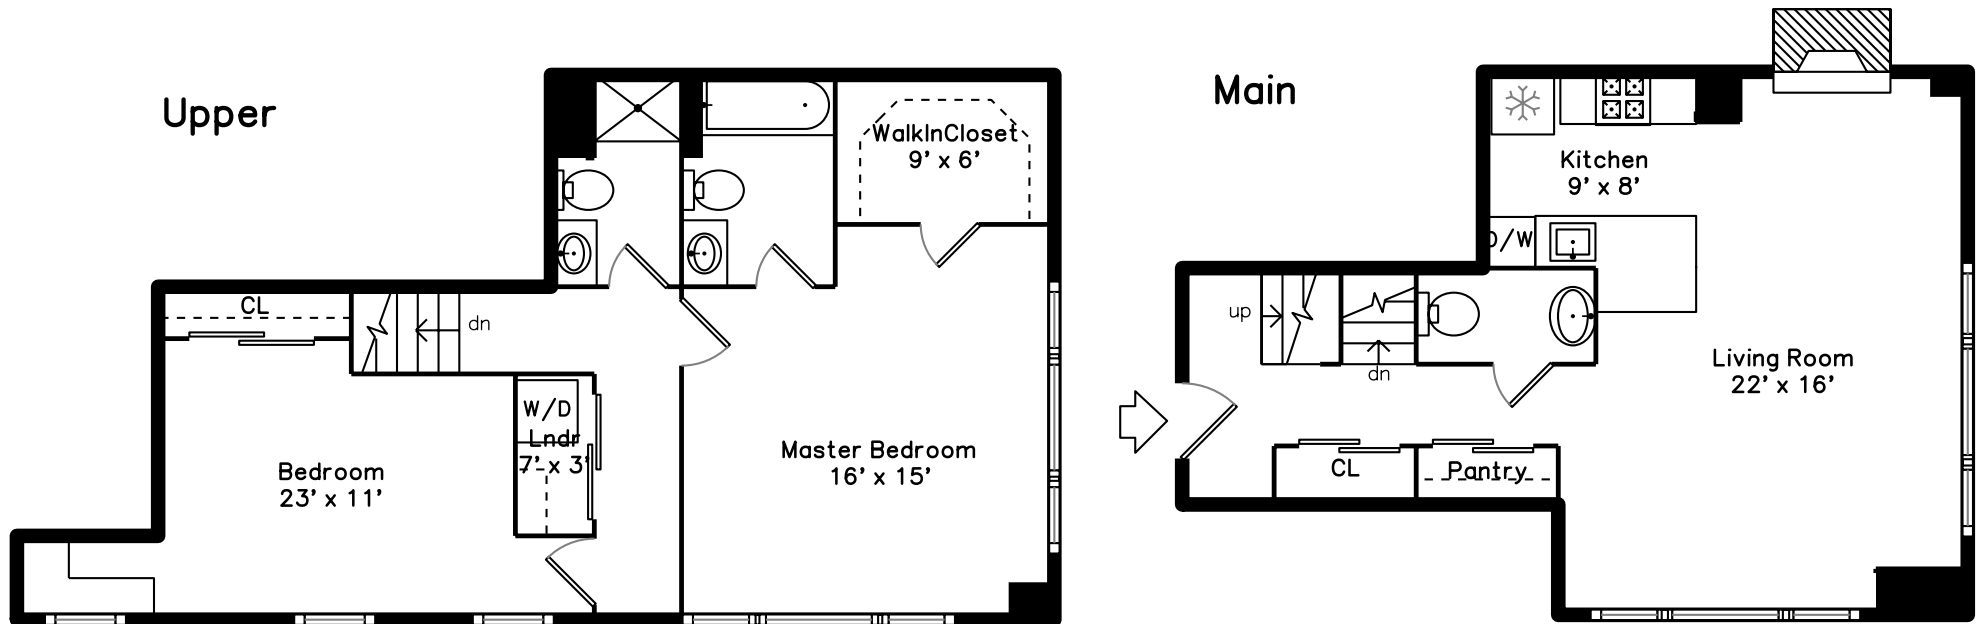 Upper
WalkInCloset
9' x 6'
CL
dn
W/D
Lndr
7' x 3'
Bedroom
23' x 11'
Master Bedroom
16' x 15'
Main
Kitchen
9' x 8'
D/W
up
dn
Living Room
22' x 16'
CL
Pantry